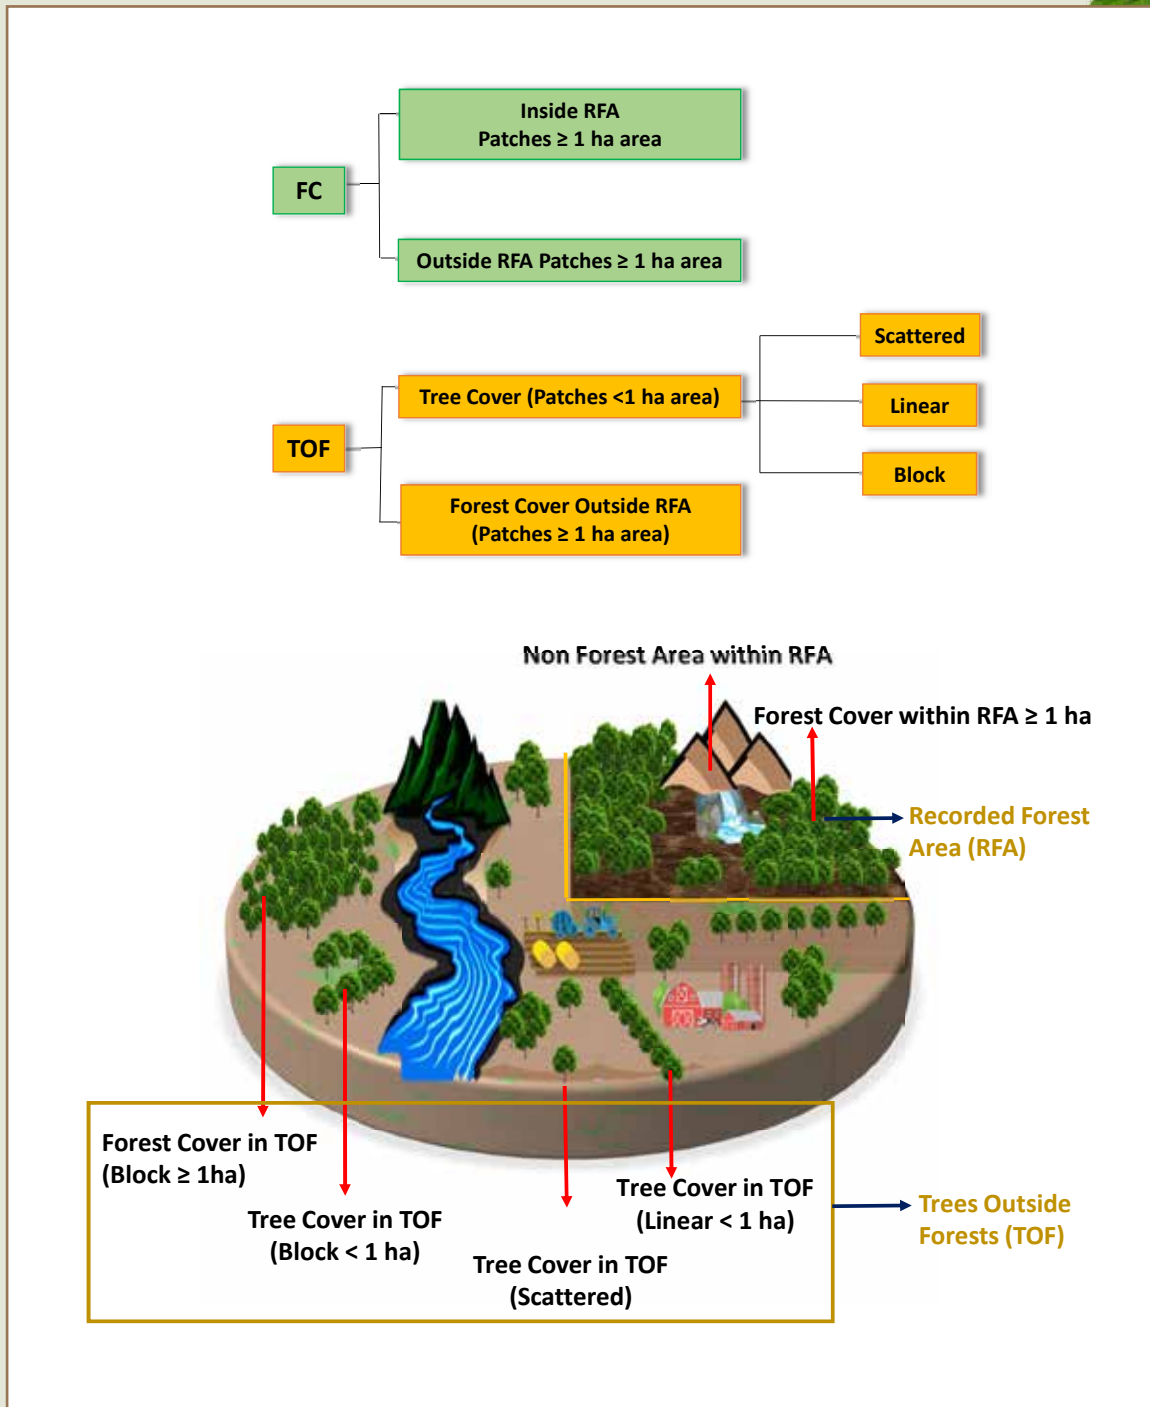 Inside RFA
Patches ≥ 1 ha area
FC
Outside RFA Patches ≥ 1 ha area
Scattered
Tree Cover (Patches <1 ha area)
Linear
TOF
Block
Forest Cover Outside RFA
(Patches ≥ 1 ha area)
Non Forest Area within RFA
Forest Cover within RFA ≥ 1 ha
Recorded Forest
Area (RFA)
Forest Cover in TOF
(Block ≥ 1ha)
Tree Cover in TOF
(Block < 1 ha)
Tree Cover in TOF
(Scattered)
Tree Cover in TOF
(Linear < 1 ha)
Trees Outside
Forests (TOF)